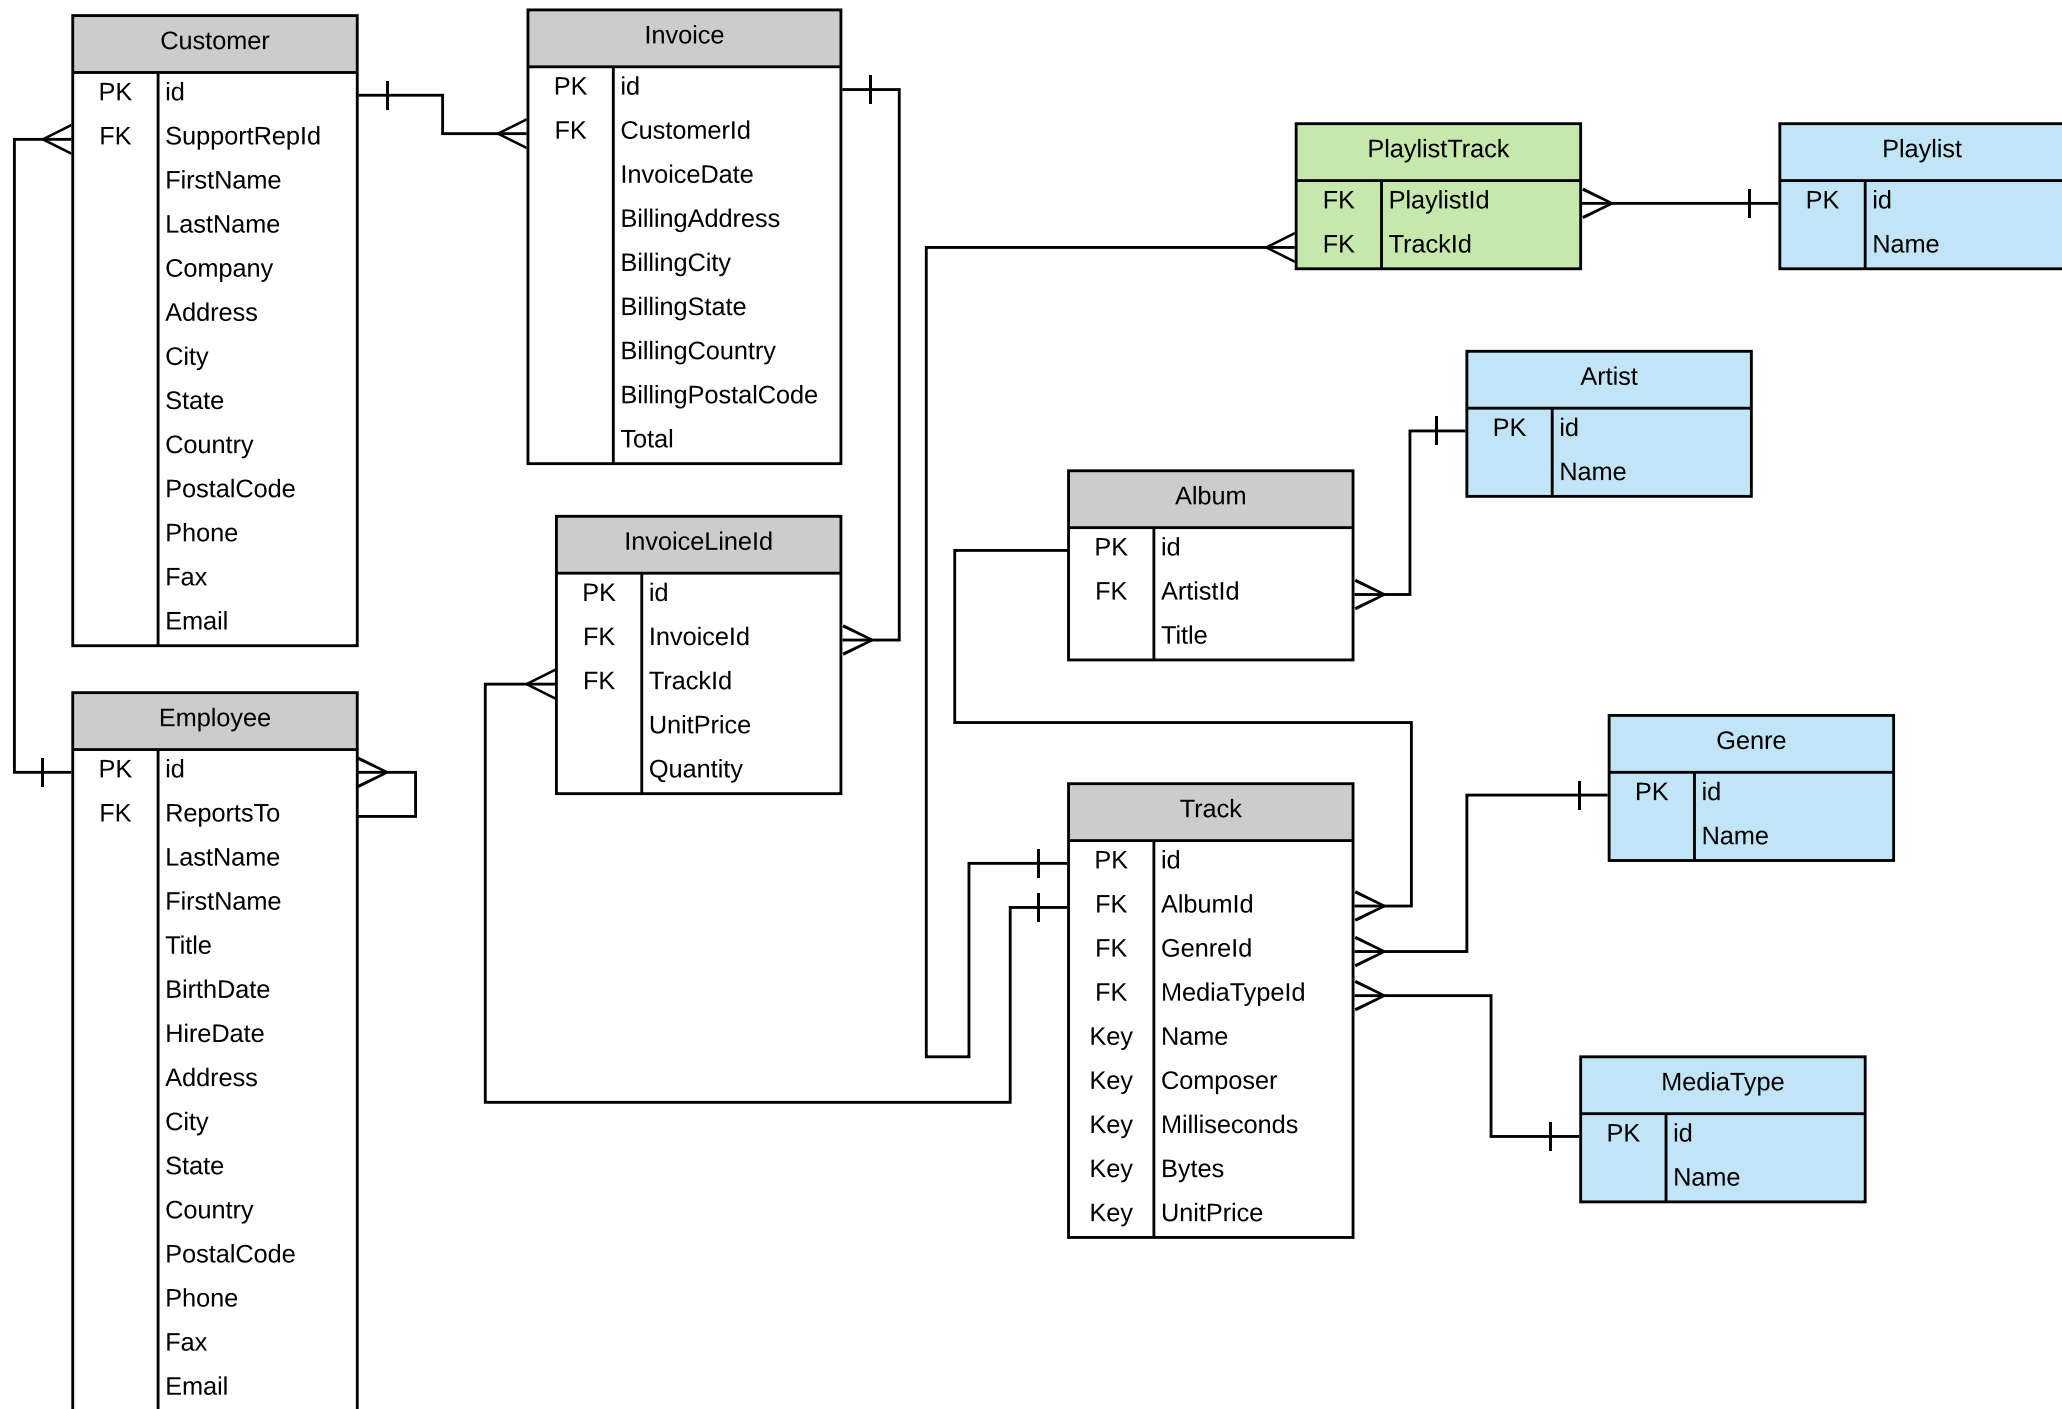 Customer
PK id
FK SupportRepId
FirstName
LastName
Company
Address
City
State
Country
PostalCode
Phone
Fax
Email
Invoice
PK id
FK CustomerId
InvoiceDate
BillingAddress
BillingCity
BillingState
BillingCountry
BillingPostalCode
Total
PlaylistTrack
FK PlaylistId
FK TrackId
Playlist
PK id
Name
Artist
PK id
Name
Album
PK id
FK ArtistId
Title
InvoiceLineId
PK id
FK InvoiceId
FK TrackId
UnitPrice
Quantity
Employee
PK id
FK ReportsTo
LastName
FirstName
Title
BirthDate
HireDate
Address
City
State
Country
PostalCode
Phone
Fax
Email
Track
PK id
FK AlbumId
FK GenreId
FK MediaTypeId
Key Name
Key Composer
Key Milliseconds
Key Bytes
Key UnitPrice
Genre
PK id
Name
MediaType
PK id
Name